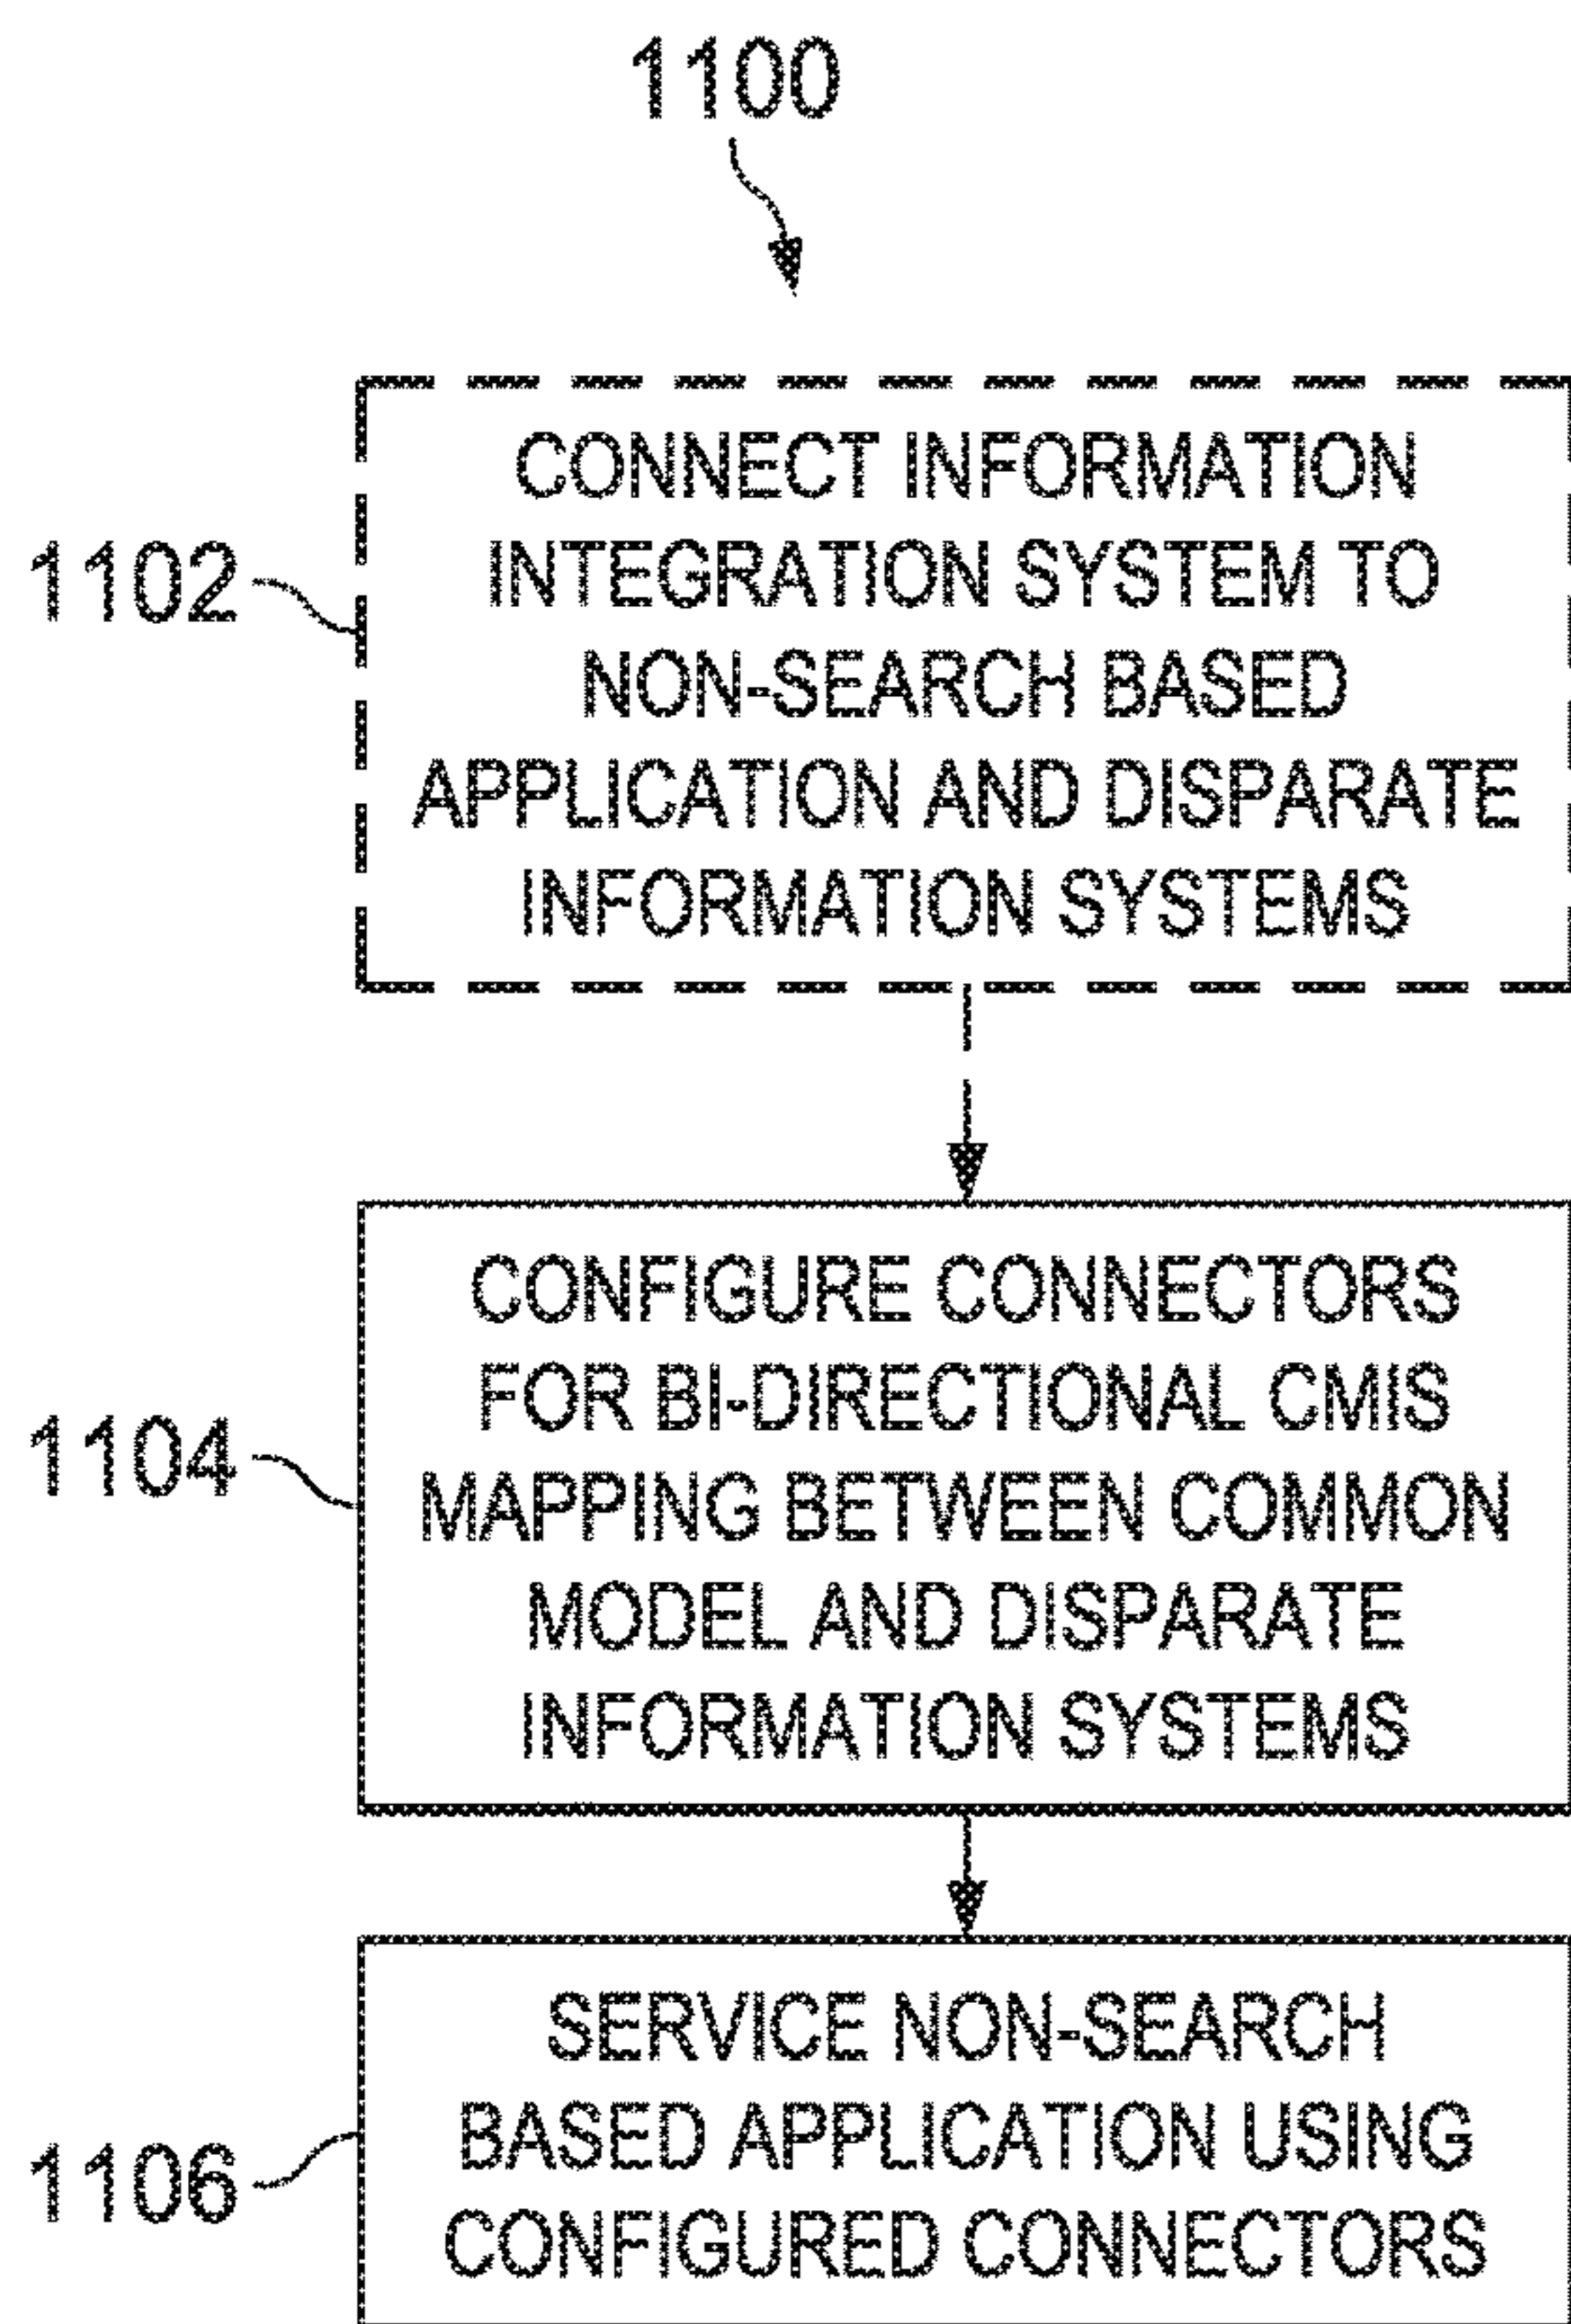 1100
1102
CONNECT INFORMATION
INTEGRATION SYSTEM TO
NON-SEARCH BASED
APPLICATION AND DISPARATE
INFORMATION SYSTEMS
1104
CONFIGURE CONNECTORS
FOR BI-DIRECTIONAL CMIS
MAPPING BETWEEN COMMON
MODEL AND DISPARATE
INFORMATION SYSTEMS
1106
SERVICE NON-SEARCH
BASED APPLICATION USING
CONFIGURED CONNECTORS